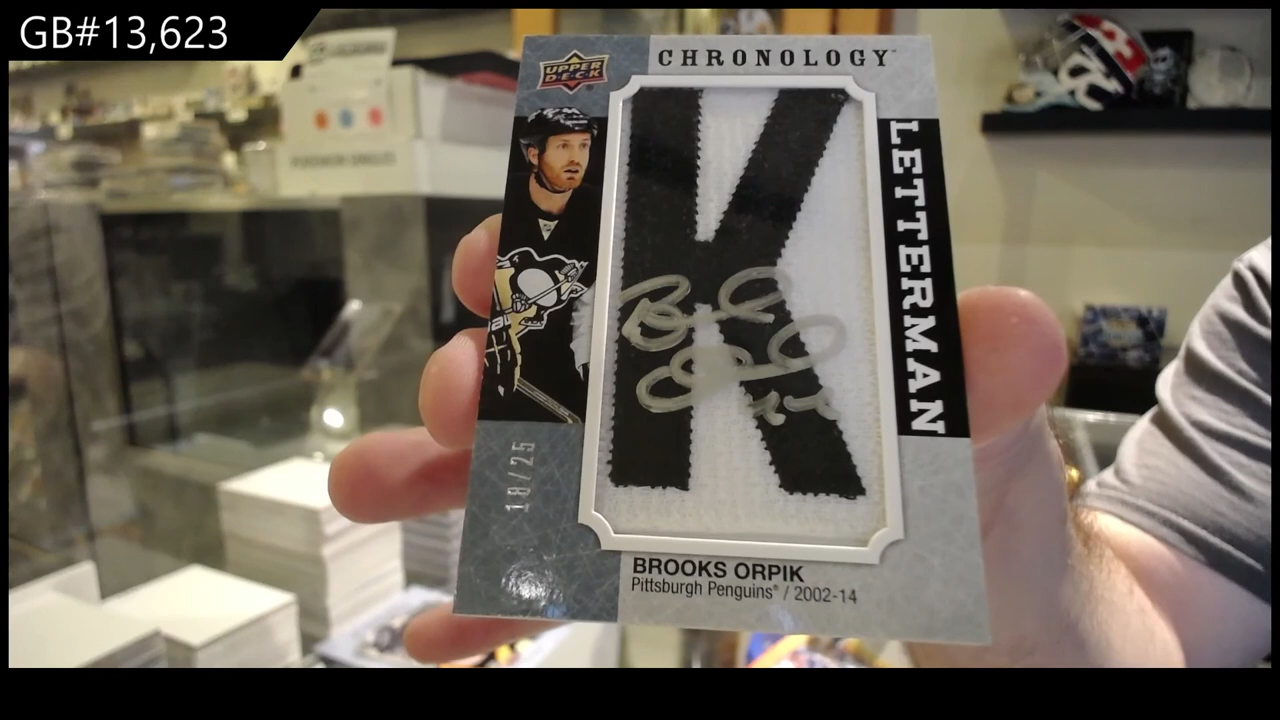 GB#13,623
CHRONOLOGY
UPPER
DECK
LETTERMAN
18/25
BROOKS ORPIK
Pittsburgh Penguins® / 2002-14